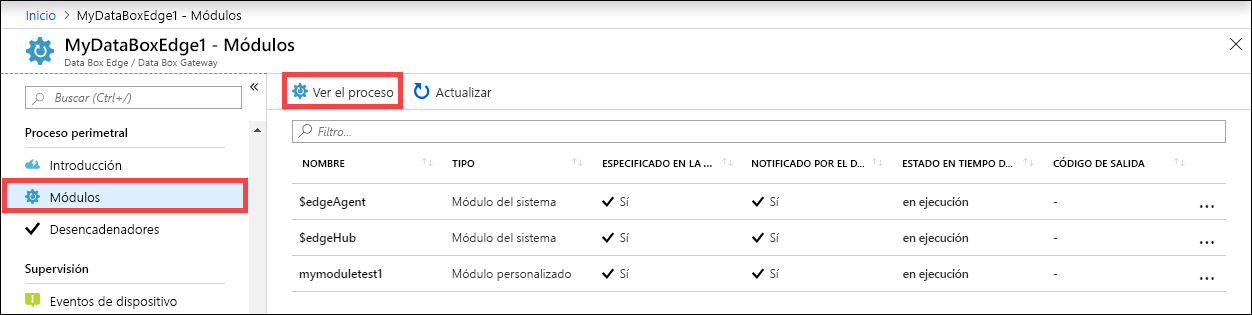 Inicio > MyDataBoxEdge1 - Módulos
MyDataBoxEdge1 - Módulos
Data Box Edge / Data Box Gateway
Buscar (Ctrl+/)
Proceso perimetral
Introducción
Módulos
Desencadenadores
Supervisión
Eventos de dispositivo
Ver el proceso Actualizar
Filtro...
NOMBRE TIPO ESPECIFICADO EN LA ... NOTIFICADO POR EL D... ESTADO EN TIEMPO D... CÓDIGO DE SALIDA
$edgeAgent Módulo del sistema Sí Sí en ejecución - ...
$edgeHub Módulo del sistema Sí Sí en ejecución - ...
mymoduletest1 Módulo personalizado Sí Sí en ejecución - ...